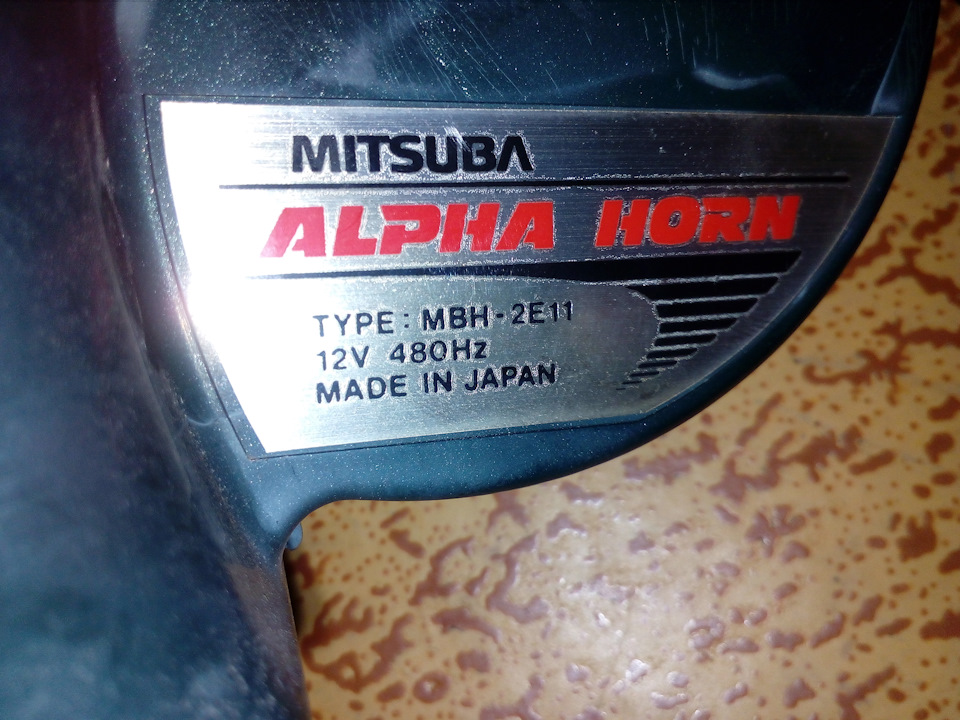 MITSUBA
ALPHA HORN
TYPE: MBH-2E11
12V 480Hz
MADE IN JAPAN